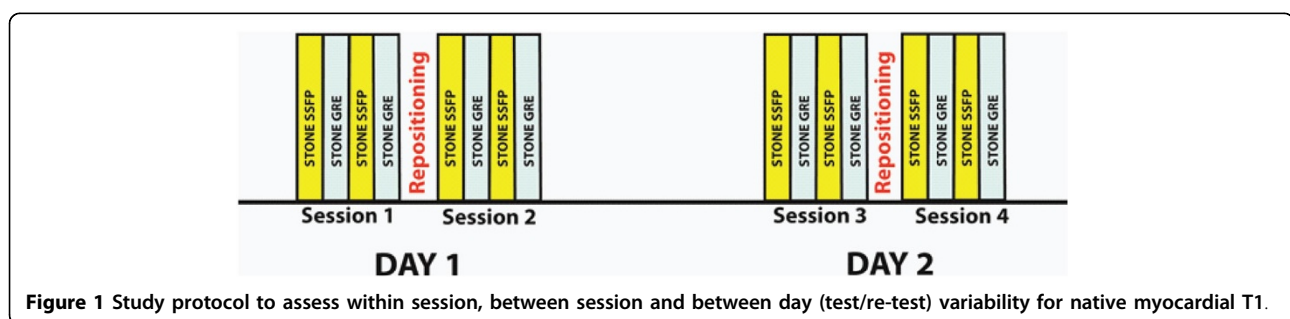 STONE SSFP
STONE GRE
STONE SSFP
STONE GRE
Repositioning
STONE SSFP
STONE GRE
STONE SSFP
STONE GRE
STONE SSFP
STONE GRE
STONE SSFP
STONE GRE
Repositioning
STONE SSFP
STONE GRE
STONE SSFP
STONE GRE
Session 1
Session 2
Session 3
Session 4
DAY 1
DAY 2
Figure 1 Study protocol to assess within session, between session and between day (test/re-test) variability for native myocardial T1.